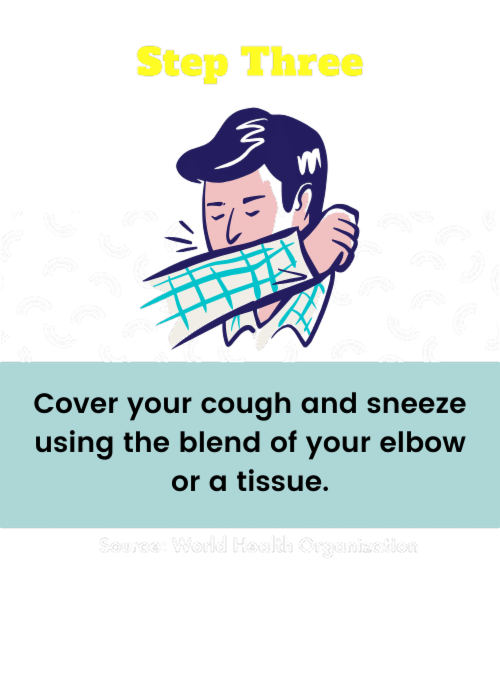 Step Three
Cover your cough and sneeze
using the blend of your elbow
or a tissue.
Source: World Health Organization